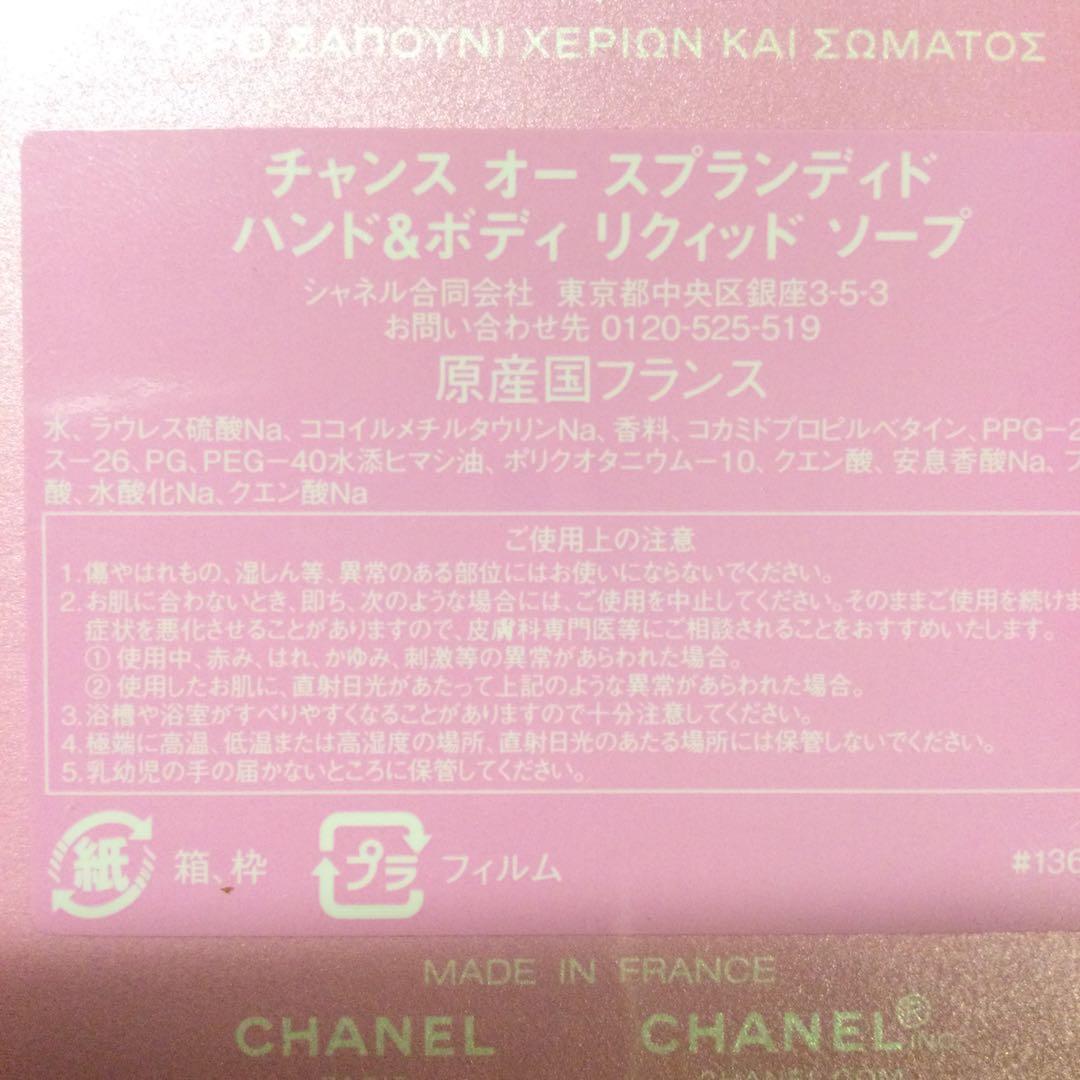 ΣΑΠΟΥΝΙ ΧΕΡΙΩΝ ΚΑΙ ΣΩΜΑΤΟΣ
チャンス オー スプランディド
ハンド&ボディ リクィッド ソープ
シャネル合同会社 東京都中央区銀座3-5-3
お問い合わせ先 0120-525-519
原産国フランス
水、ラウレス硫酸Na、ココイルメチルタウリンNa、香料、コカミドプロピルベタイン、PPG-2
ス-26、PG、PEG-40水添ヒマシ油、ポリクオタニウム-10、クエン酸、安息香酸Na、
酸、水酸化Na、クエン酸Na
ご使用上の注意
1.傷やはれもの、湿しん等、異常のある部位にはお使いにならないでください。
2.お肌に合わないとき、即ち、次のような場合には、ご使用を中止してください。そのままご使用を続けま
症状を悪化させることがありますので、皮膚科専門医等にご相談されることをおすすめいたします。
① 使用中、赤み、はれ、かゆみ、刺激等の異常があらわれた場合。
② 使用したお肌に、直射日光があたって上記のような異常があらわれた場合。
3.浴槽や浴室がすべりやすくなることがありますので十分注意してください。
4.極端に高温、低温または高湿度の場所、直射日光のあたる場所には保管しないでください。
5.乳幼児の手の届かないところに保管してください。
紙 箱、枠 プラ フィルム #136
MADE IN FRANCE
CHANEL CHANEL® INC.